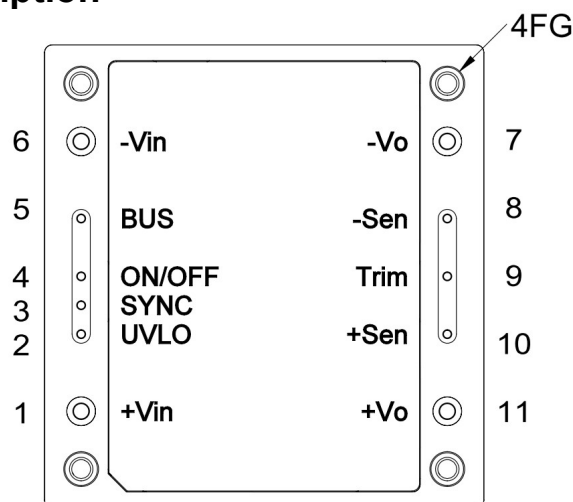 4FG
6 -Vin -Vo 7
5 BUS -Sen 8
4 ON/OFF Trim 9
3 SYNC
2 UVLO +Sen 10
1 +Vin +Vo 11